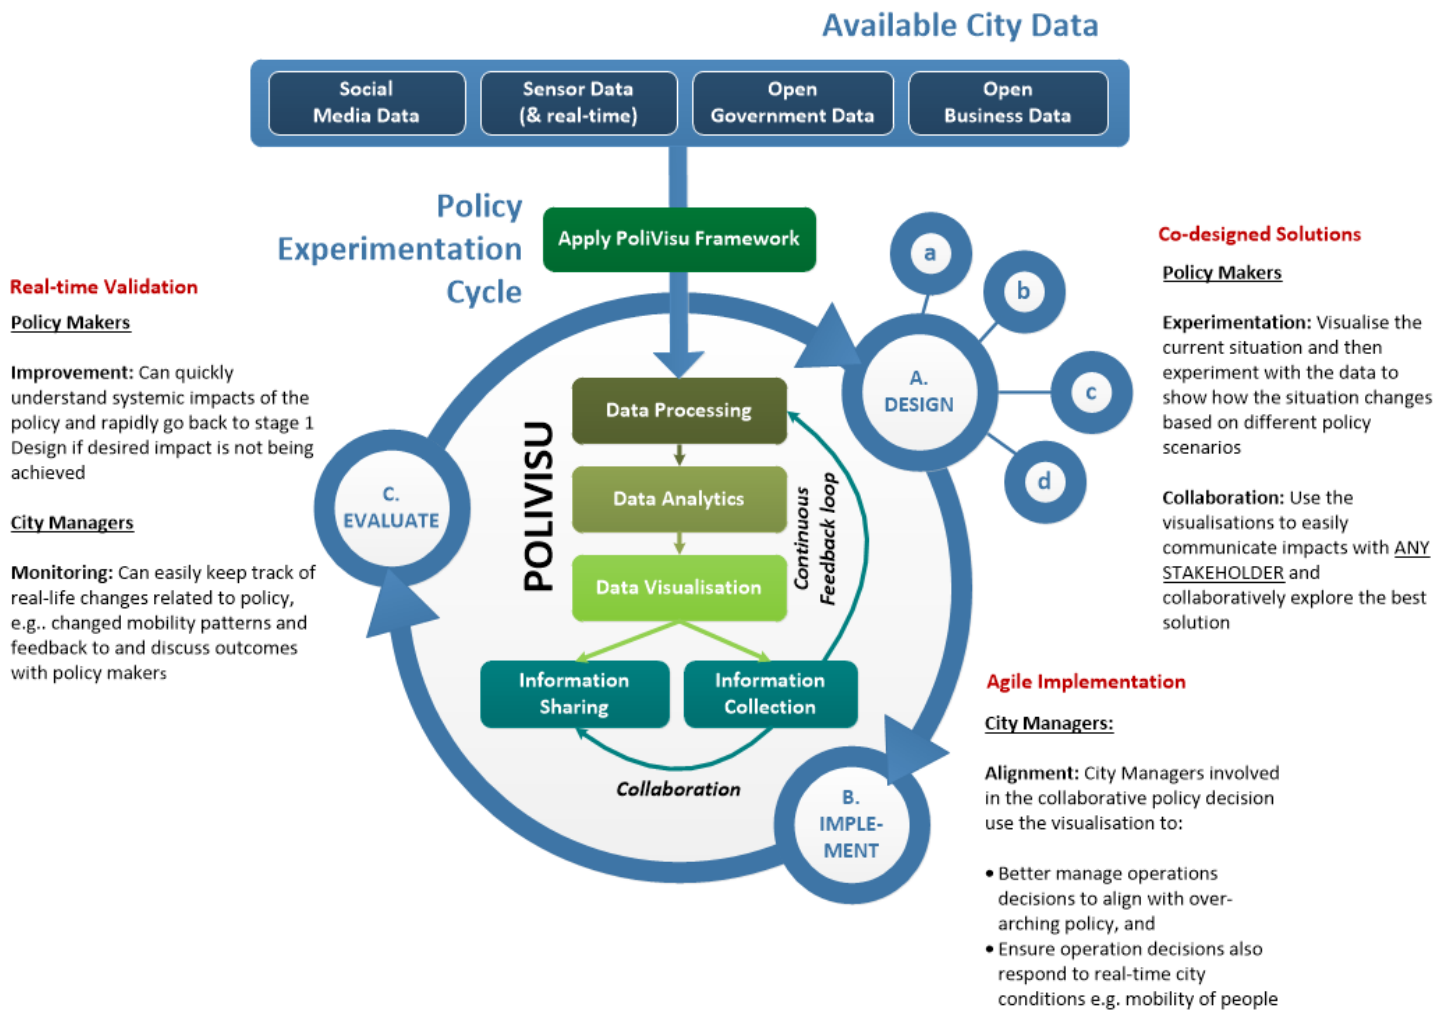 Available City Data
Social
Media Data
Sensor Data
(& real-time)
Open
Government Data
Open
Business Data
Policy
Experimentation
Cycle
Apply PoliVisu Framework
a
b
c
d
A.
DESIGN
Co-designed Solutions
Policy Makers
Experimentation: Visualise the
current situation and then
experiment with the data to
show how the situation changes
based on different policy
scenarios
Collaboration: Use the
visualisations to easily
communicate impacts with ANY
STAKEHOLDER and
collaboratively explore the best
solution
Real-time Validation
Policy Makers
Improvement: Can quickly
understand systemic impacts of the
policy and rapidly go back to stage 1
Design if desired impact is not being
achieved
City Managers
Monitoring: Can easily keep track of
real-life changes related to policy,
e.g.. changed mobility patterns and
feedback to and discuss outcomes
with policy makers
C.
EVALUATE
POLIVISU
Data Processing
Data Analytics
Data Visualisation
Continuous
Feedback loop
Information
Sharing
Information
Collection
Collaboration
B.
IMPLE-
MENT
Agile Implementation
City Managers:
Alignment: City Managers involved
in the collaborative policy decision
use the visualisation to:
• Better manage operations
decisions to align with over-
arching policy, and
• Ensure operation decisions also
respond to real-time city
conditions e.g. mobility of people